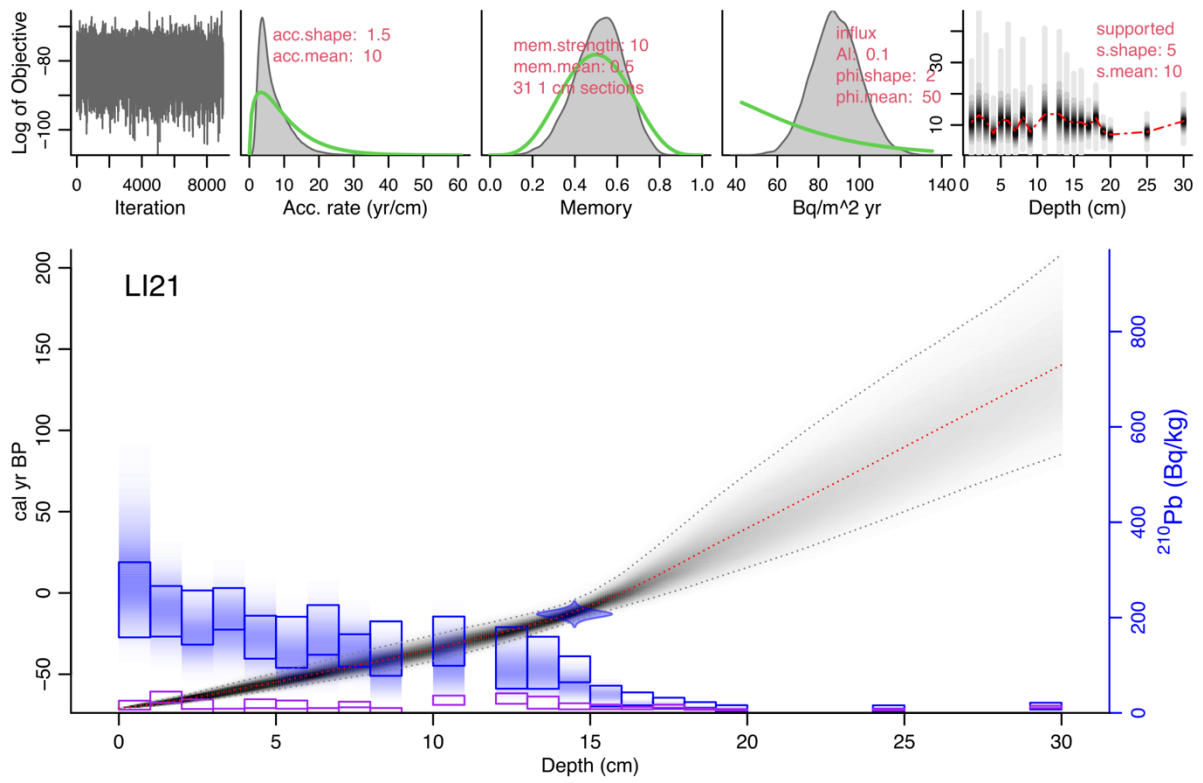 Log of Objective
−100
−80
0
4000
8000
Iteration
acc.shape: 1.5
acc.mean: 10
0 10 20 30 40 50 60
Acc. rate (yr/cm)
mem.strength: 10
mem.mean: 0.5
31 1 cm sections
0.0 0.2 0.4 0.6 0.8 1.0
Memory
influx
Al: 0.1
phi.shape: 2
phi.mean: 50
40 60 80 100 140
Bq/m^2 yr
supported
s.shape: 5
s.mean: 10
10
30
0 5 10 15 20 25 30
Depth (cm)
LI21
cal yr BP
200
150
100
50
0
−50
0 5 10 15 20 25 30
Depth (cm)
800
600
400
200
0
²¹⁰Pb (Bq/kg)